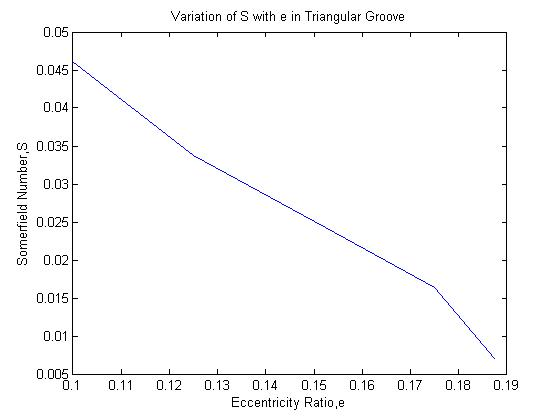 Variation of S with e in Triangular Groove
0.05
0.045
0.04
0.035
0.03
0.025
0.02
0.015
0.01
0.005
Somerfield Number,S
0.1 0.11 0.12 0.13 0.14 0.15 0.16 0.17 0.18 0.19
Eccentricity Ratio,e